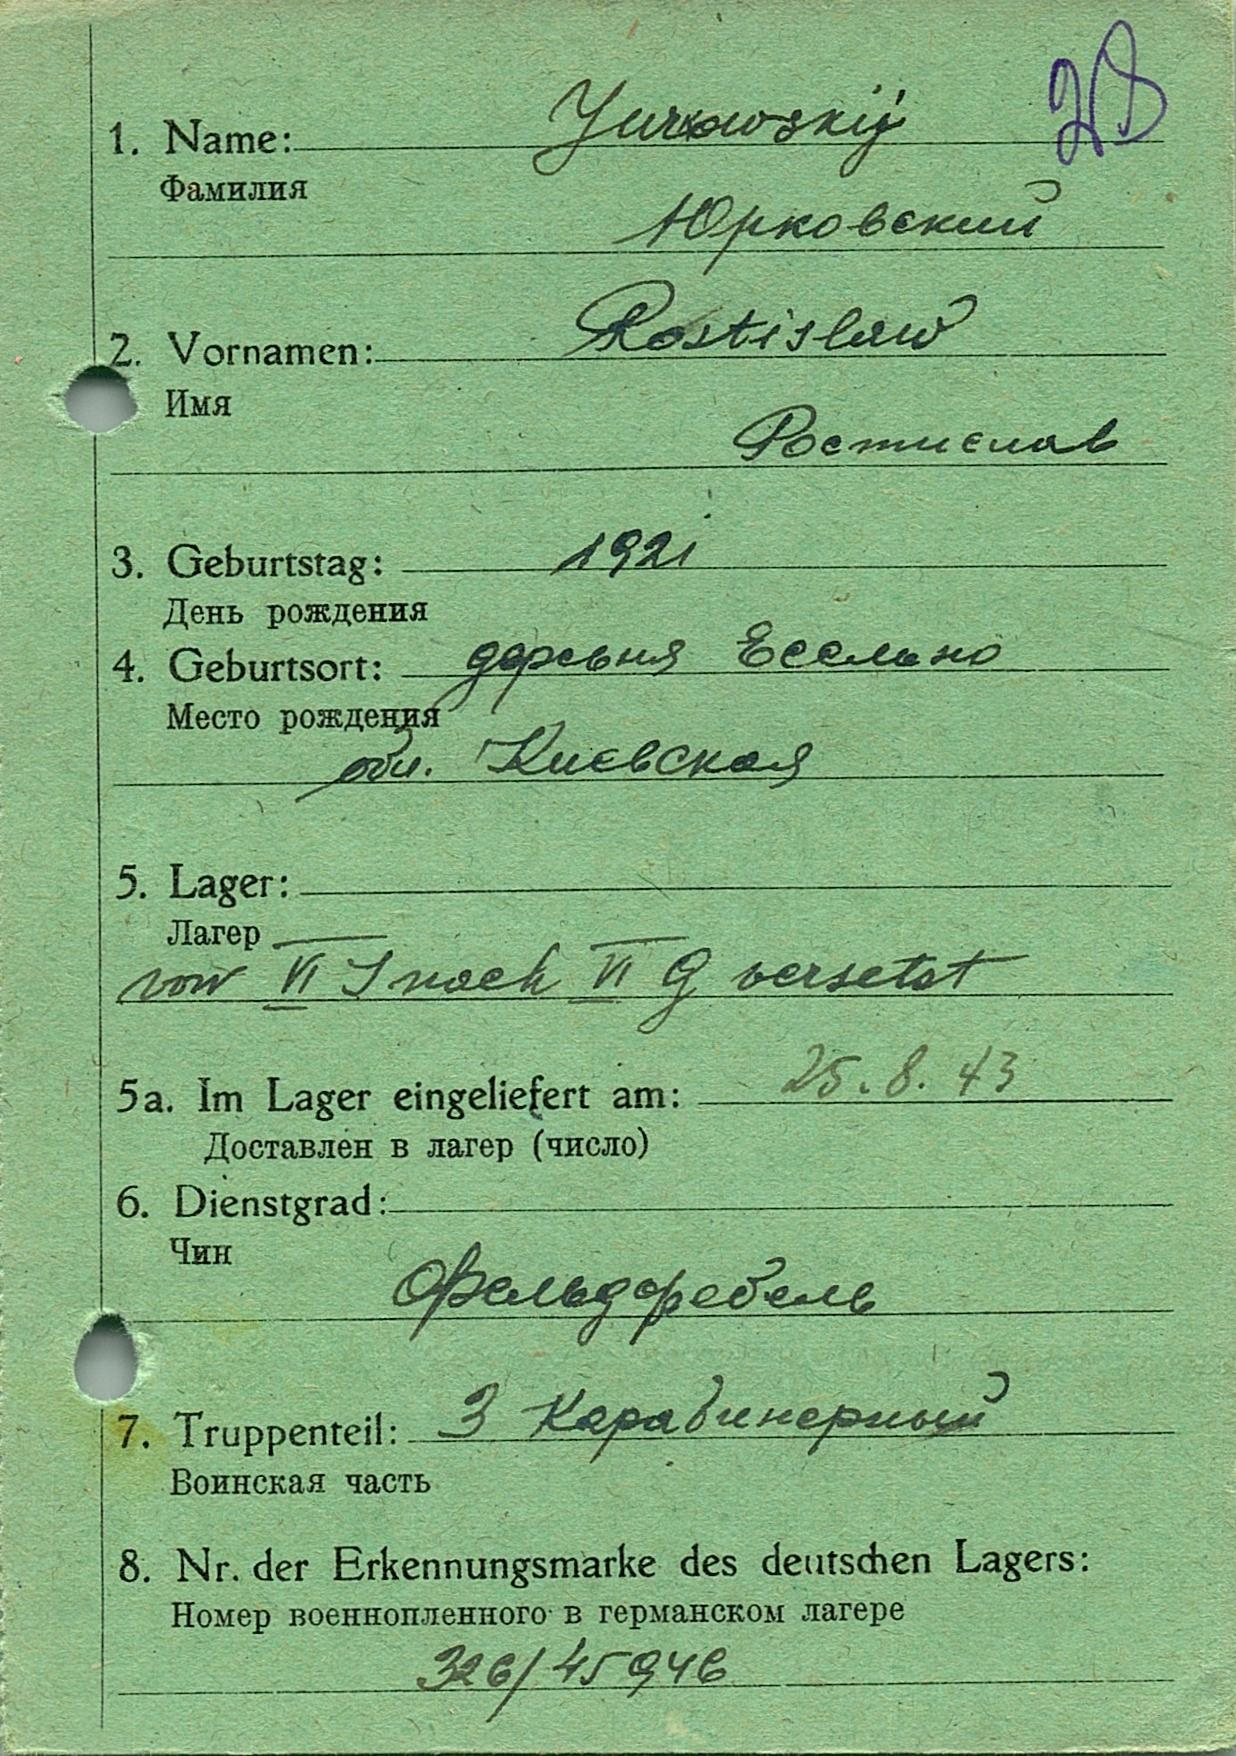 1. Name: Yurkowskij
Фамилия
Юрковский
2. Vornamen: Rostislaw
Имя
Ростислав
3. Geburtstag: 1921
День рождения
4. Geburtsort: деревня
Место рождения
обл. Киевская
5. Lager:
Лагер
von VI J nach VI G versetzt
5a. Im Lager eingeliefert am: 25.8.43
Доставлен в лагер (число)
6. Dienstgrad:
Чин
Фельдфебель
7. Truppenteil: 3 Карабинерный
Воинская часть
8. Nr. der Erkennungsmarke des deutschen Lagers:
Номер военнопленного в германском лагере
326/45946